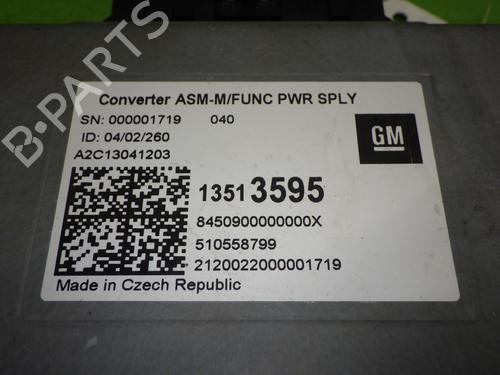 Converter ASM-M/FUNC PWR SPLY
SN: 000001719 040
ID: 04/02/260
A2C13041203
GM
13513595
8450900000000X
510558799
2120022000001719
Made in Czech Republic
B-PARTS